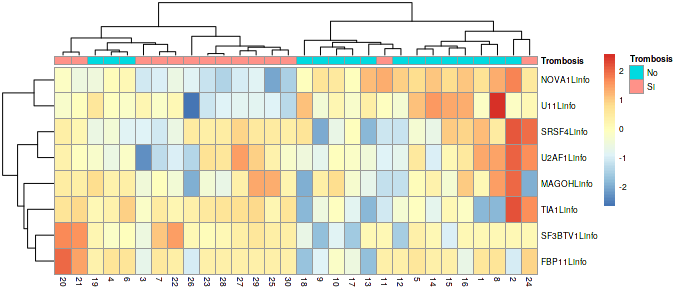 Trombosis
NOVA1Linfo
U11Linfo
SRSF4Linfo
U2AF1Linfo
MAGOHLinfo
TIA1Linfo
SF3BTV1Linfo
FBP11Linfo
20 21 19 4 6 3 7 22 26 23 28 27 29 25 30 18 9 10 17 13 11 12 5 14 15 16 1 8 2 24
2
1
0
-1
-2
Trombosis
No
SI